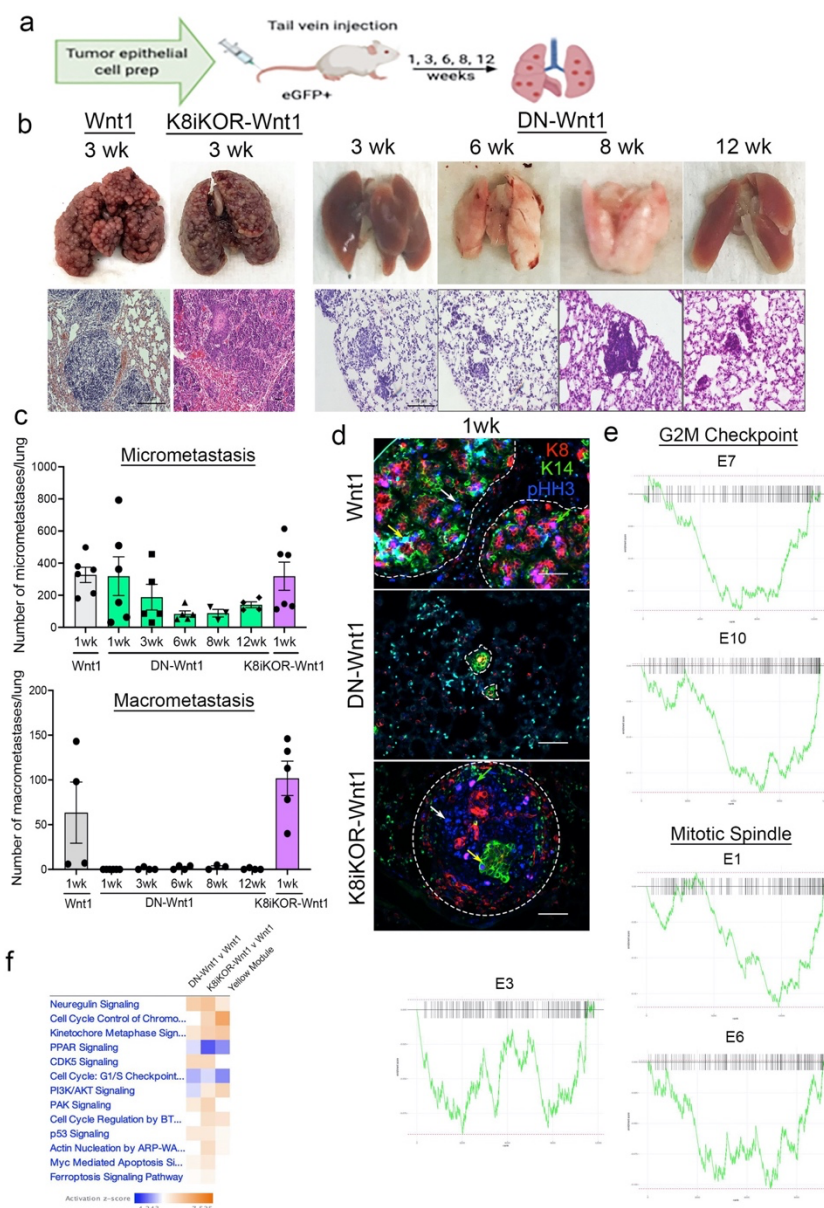 a
Tumor epithelial
cell prep
Tail vein injection
eGFP+
1, 3, 6, 8, 12
weeks
b
Wnt1
3 wk
K8iKOR-Wnt1
3 wk
DN-Wnt1
3 wk
6 wk
8 wk
12 wk
c
Micrometastasis
Number of micrometastases/lung
1000
800
600
400
200
0
1wk 1wk 3wk 6wk 8wk 12wk 1wk
Wnt1 DN-Wnt1 K8iKOR-Wnt1
Macrometastasis
Number of macrometastases/lung
200
150
100
50
0
1wk 1wk 3wk 6wk 8wk 12wk 1wk
Wnt1 DN-Wnt1 K8iKOR-Wnt1
d
1wk
K8
K14
pHH3
Wnt1
DN-Wnt1
K8iKOR-Wnt1
e
G2M Checkpoint
E7
E10
Mitotic Spindle
E1
E6
E3
f
DN-Wnt1 v Wnt1
K8iKOR-Wnt1 v Wnt1
Yellow Module
Neuregulin Signaling
Cell Cycle Control of Chromo...
Kinetochore Metaphase Sign...
PPAR Signaling
CDK5 Signaling
Cell Cycle: G1/S Checkpoint...
PI3K/AKT Signaling
PAK Signaling
Cell Cycle Regulation by BT...
p53 Signaling
Actin Nucleation by ARP-WA...
Myc Mediated Apoptosis Si...
Ferroptosis Signaling Pathway
Activation z-score